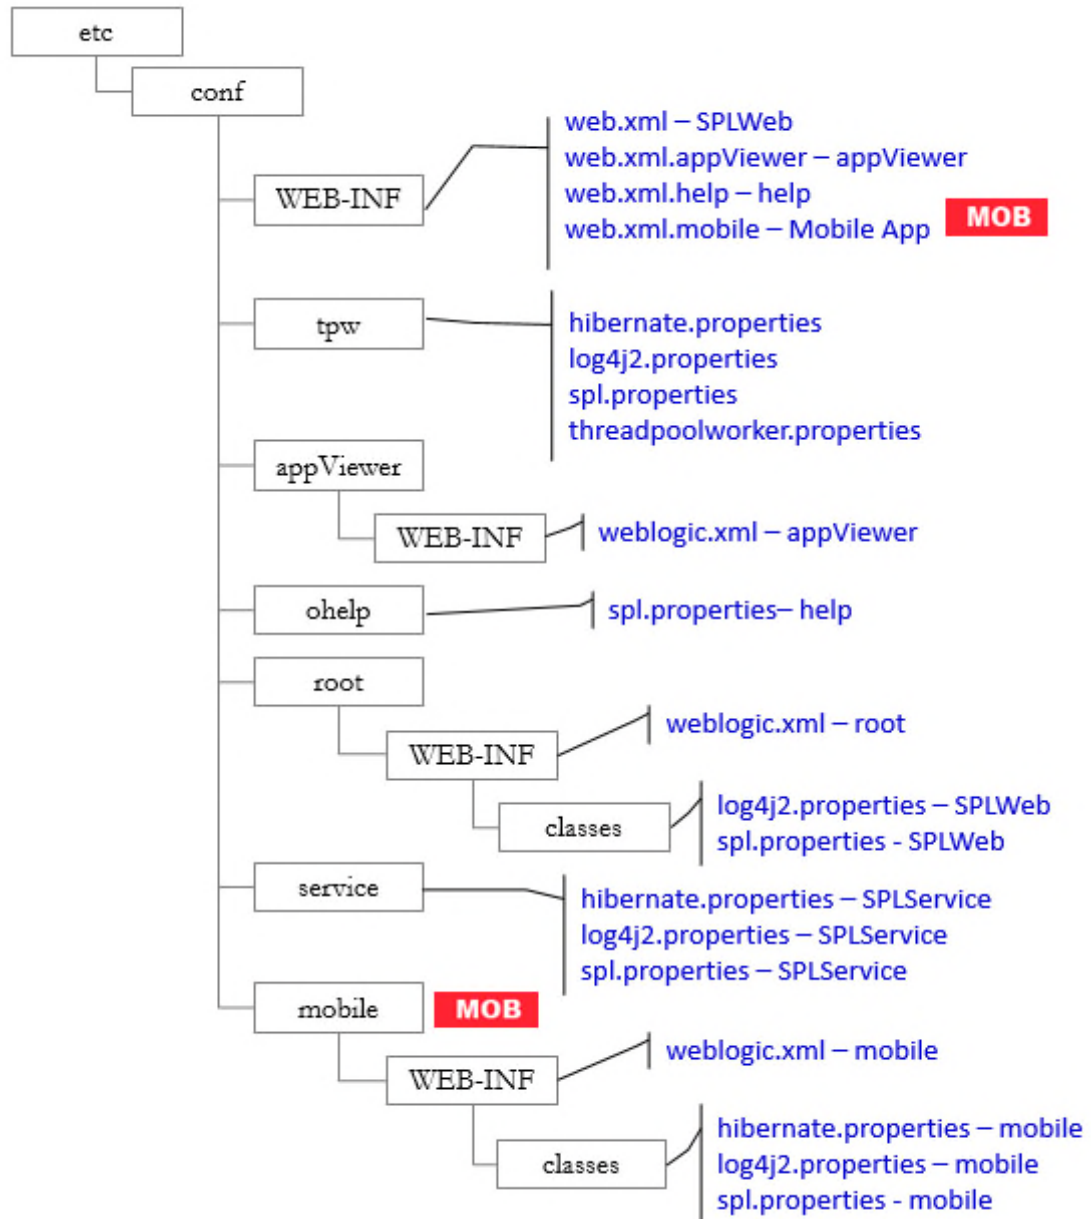 etc
conf
WEB-INF
web.xml – SPLWeb
web.xml.appViewer – appViewer
web.xml.help – help
web.xml.mobile – Mobile App MOB
tpw
hibernate.properties
log4j2.properties
spl.properties
threadpoolworker.properties
appViewer
WEB-INF
weblogic.xml – appViewer
ohelp
spl.properties– help
root
WEB-INF
weblogic.xml – root
classes
log4j2.properties – SPLWeb
spl.properties - SPLWeb
service
hibernate.properties – SPLService
log4j2.properties – SPLService
spl.properties – SPLService
mobile MOB
WEB-INF
weblogic.xml – mobile
classes
hibernate.properties – mobile
log4j2.properties – mobile
spl.properties - mobile